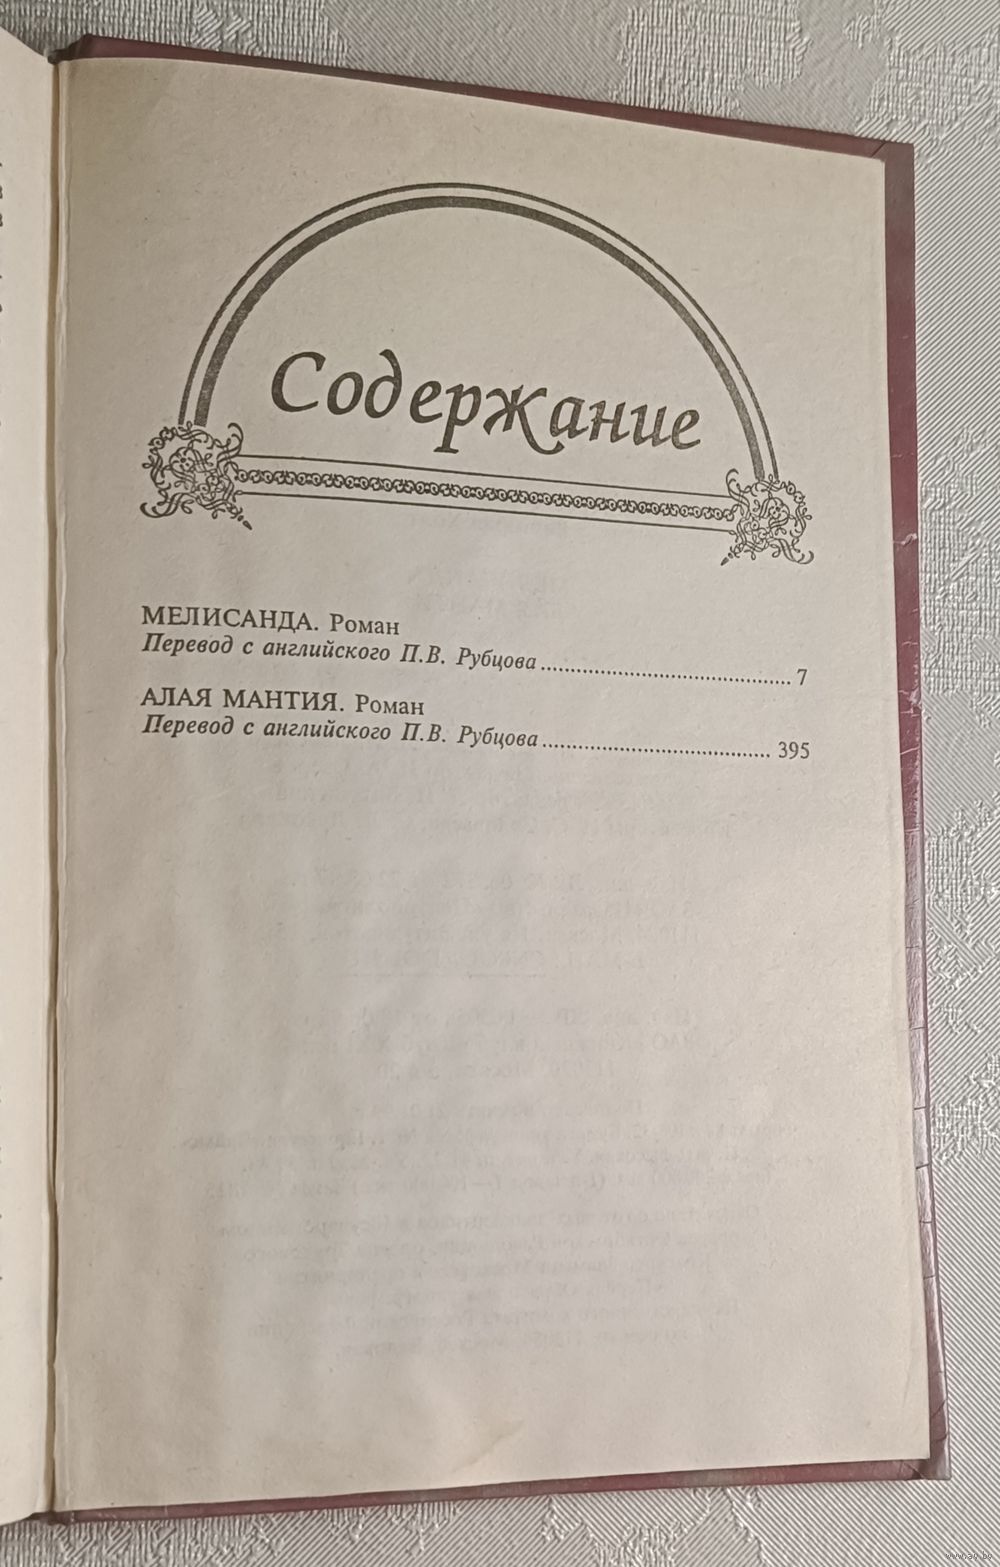 Содержание
МЕЛИСАНДА. Роман
Перевод с английского П.В. Рубцова ........................................ 7
АЛАЯ МАНТИЯ. Роман
Перевод с английского П.В. Рубцова ..................................... 395